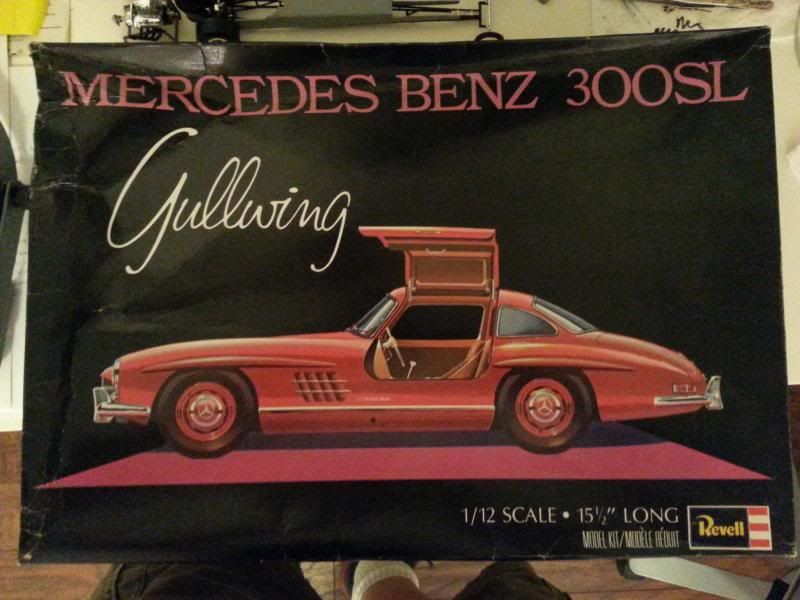 MERCEDES BENZ 300SL
Gullwing
1/12 SCALE • 15½" LONG
MODEL KIT/MODÈLE RÉDUIT
Revell